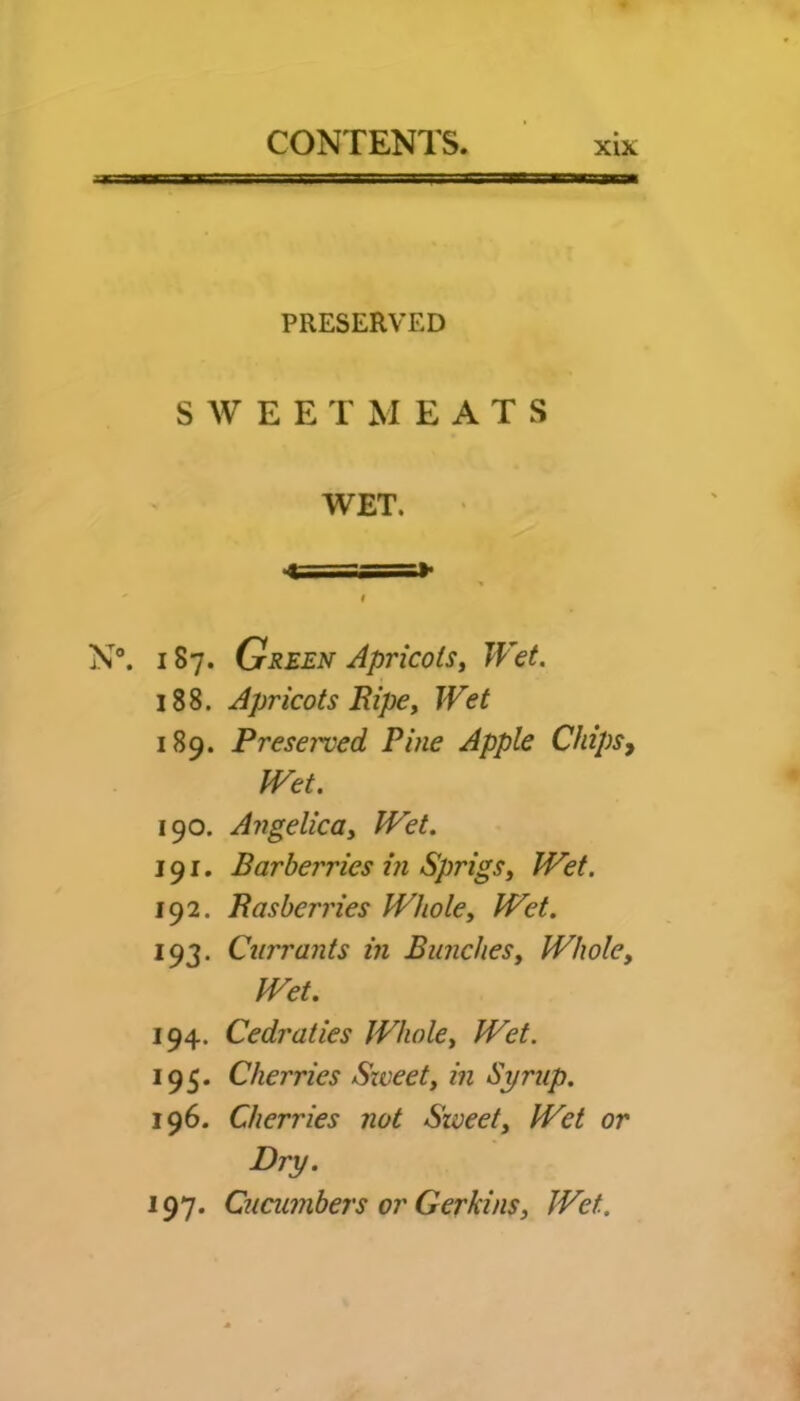 CONTENTS. xix
PRESERVED
SWEETMEATS
WET.
N°. 187. GREEN Apricots, Wet.
188. Apricots Ripe, Wet
189. Preserved Pine Apple Chips,
Wet.
190. Angelica, Wet.
191. Barberries in Sprigs, Wet.
192. Rasberries Whole, Wet.
193. Currants in Bunches, Whole,
Wet.
194. Cedraties Whole, Wet.
195. Cherries Sweet, in Syrup.
196. Cherries not Sweet, Wet or
Dry.
197. Cucumbers or Gerkins, Wet.